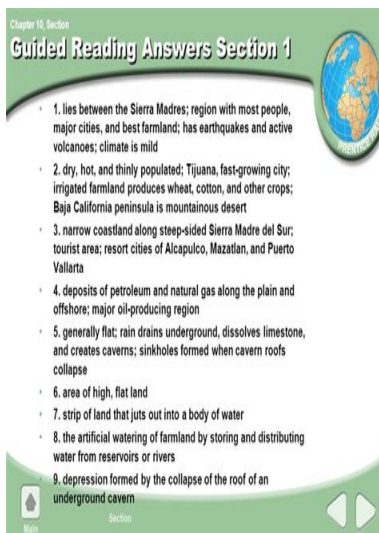 Chapter 10, Section
Guided Reading Answers Section 1
1. lies between the Sierra Madres; region with most people,
major cities, and best farmland; has earthquakes and active
volcanoes; climate is mild
2. dry, hot, and thinly populated; Tijuana, fast-growing city;
irrigated farmland produces wheat, cotton, and other crops;
Baja California peninsula is mountainous desert
3. narrow coastland along steep-sided Sierra Madre del Sur;
tourist area; resort cities of Alcapulco, Mazatlan, and Puerto
Vallarta
4. deposits of petroleum and natural gas along the plain and
offshore; major oil-producing region
5. generally flat; rain drains underground, dissolves limestone,
and creates caverns; sinkholes formed when cavern roofs
collapse
6. area of high, flat land
7. strip of land that juts out into a body of water
8. the artificial watering of farmland by storing and distributing
water from reservoirs or rivers
9. depression formed by the collapse of the roof of an
underground cavern
Section
Main